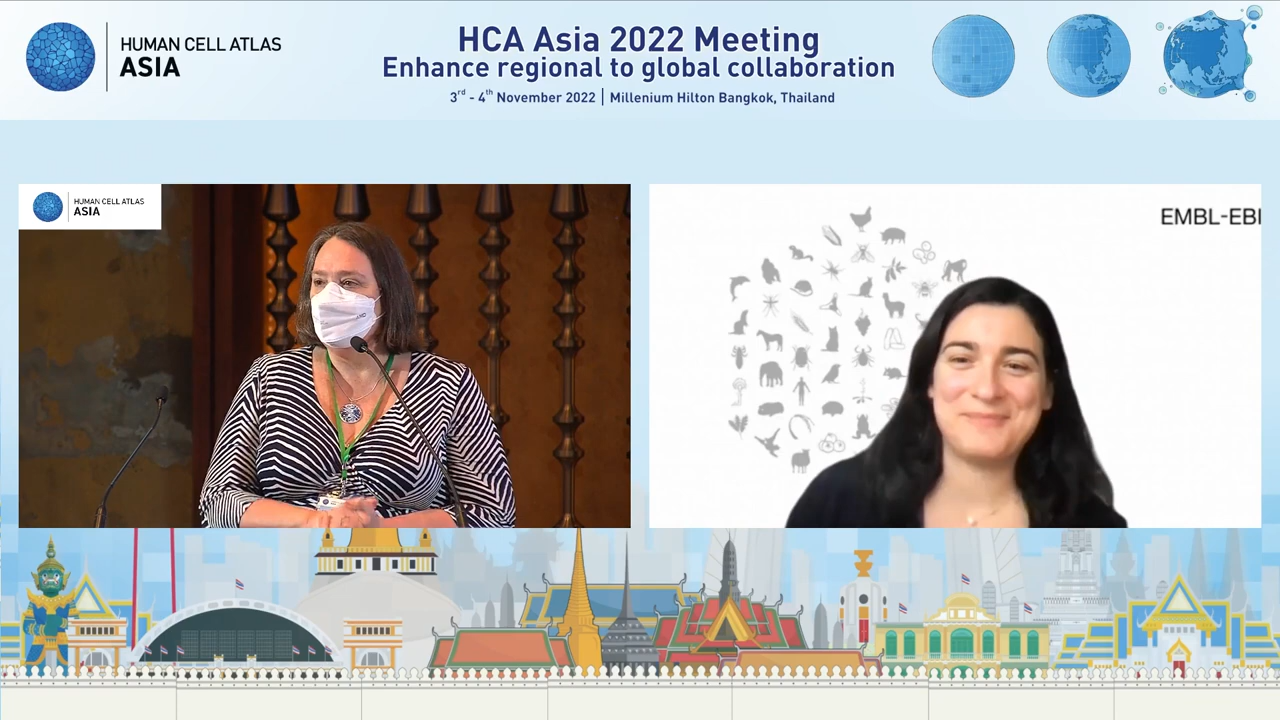 HUMAN CELL ATLAS
ASIA
HCA Asia 2022 Meeting
Enhance regional to global collaboration
3rd - 4th November 2022 | Millenium Hilton Bangkok, Thailand
HUMAN CELL ATLAS
ASIA
EMBL-EBI